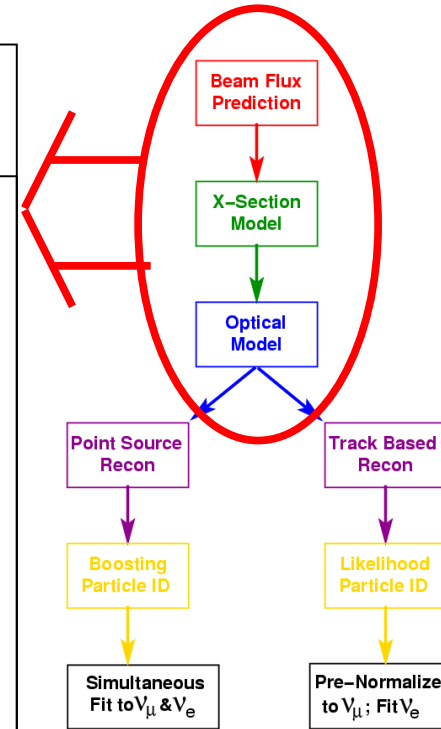 Beam Flux
Prediction
X−Section
Model
Optical
Model
Point Source
Recon
Track Based
Recon
Boosting
Particle ID
Likelihood
Particle ID
Simultaneous
Fit to νμ & νe
Pre−Normalize
to νμ ; Fit νe